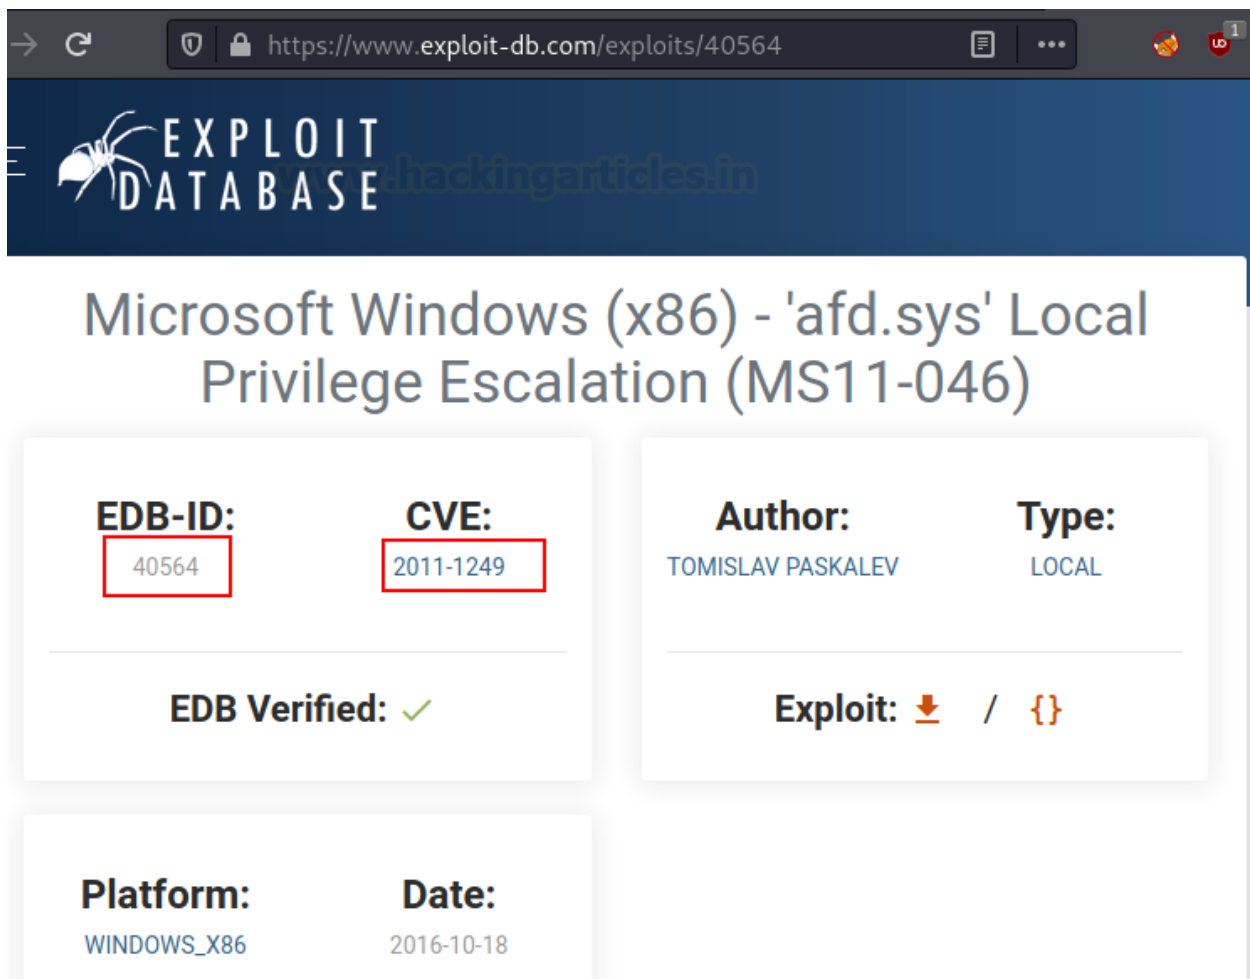 https://www.exploit-db.com/exploits/40564
1
EXPLOIT
DATABASE
www.hackingarticles.in
Microsoft Windows (x86) - 'afd.sys' Local
Privilege Escalation (MS11-046)
EDB-ID:
40564
CVE:
2011-1249
EDB Verified:
Author:
TOMISLAV PASKALEV
Type:
LOCAL
Exploit: / {}
Platform:
WINDOWS_X86
Date:
2016-10-18